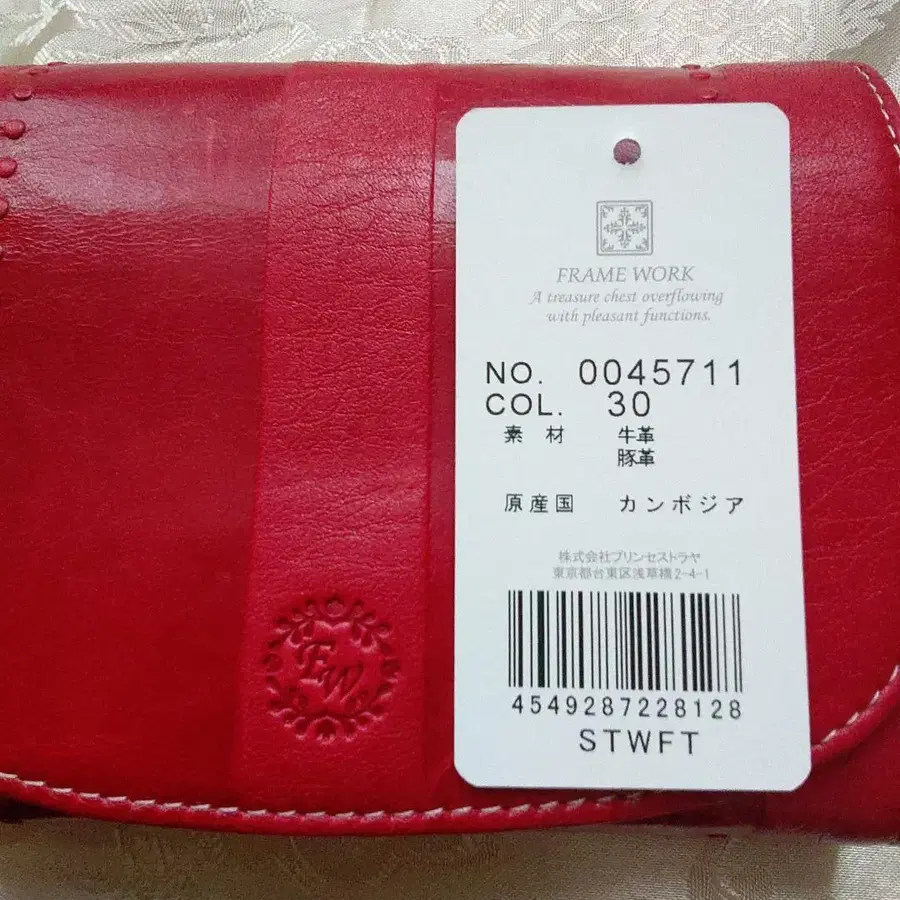 FRAME WORK
A treasure chest overflowing
with pleasant functions.
NO. 0045711
COL. 30
素 材 牛革
豚革
原産国 カンボジア
株式会社プリンセストラヤ
東京都台東区浅草橋2-4-1
4549287228128
STWFT
FW